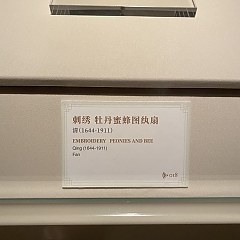 刺绣 牡丹蜜蜂图纨扇
清(1644-1911)
EMBROIDERY PEONIES AND BEE
Qing (1644-1911)
Fan